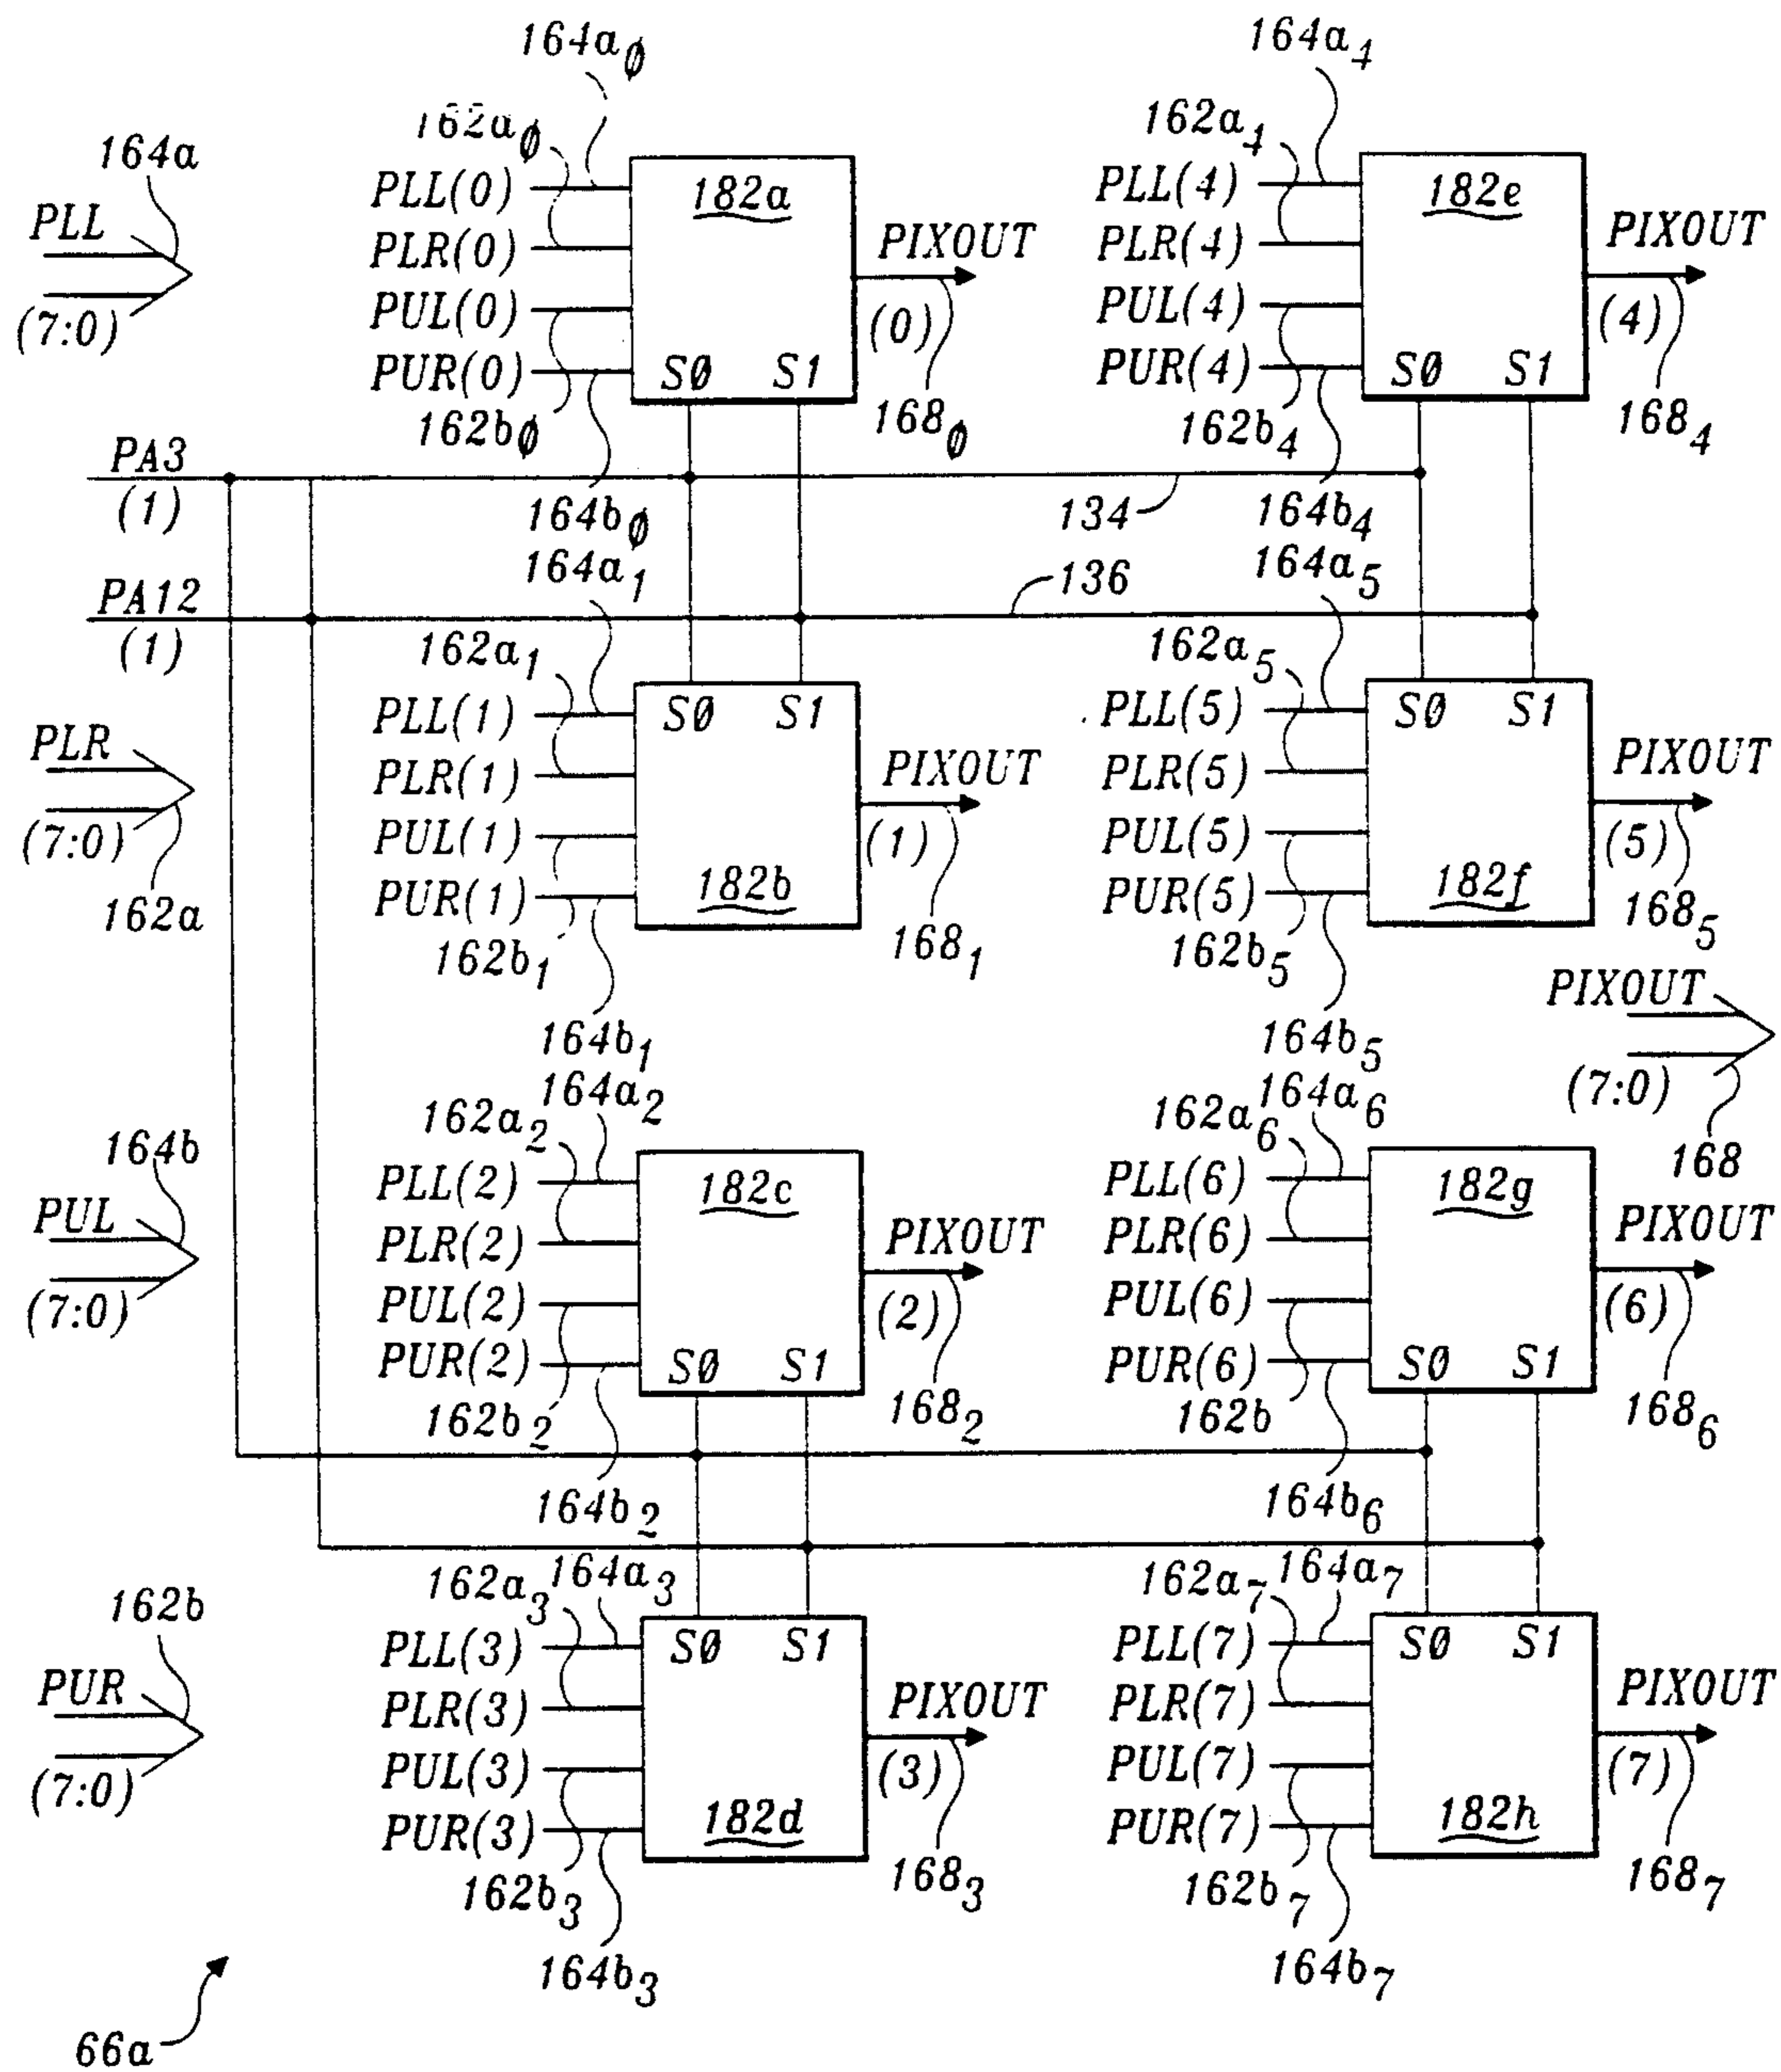 164aø
164a4
162aø
162a4
164a
PLL
(7:0)
PLL(0)
PLR(0)
PUL(0)
PUR(0)
182a
S0 S1
PIXOUT
(0)
168ø
162bø
164bø
PLL(4)
PLR(4)
PUL(4)
PUR(4)
182e
S0 S1
PIXOUT
(4)
1684
162b4
164b4
PA3
(1)
134
PA12
(1)
136
164a1
162a1
PLR
(7:0)
162a
PLL(1)
PLR(1)
PUL(1)
PUR(1)
S0 S1
182b
PIXOUT
(1)
1681
162b1
164b1
164a5
162a5
PLL(5)
PLR(5)
PUL(5)
PUR(5)
S0 S1
182f
PIXOUT
(5)
1685
162b5
164b5
PIXOUT
(7:0)
168
164b
PUL
(7:0)
164a2
162a2
PLL(2)
PLR(2)
PUL(2)
PUR(2)
182c
S0 S1
PIXOUT
(2)
1682
162b2
164b2
164a6
162a6
PLL(6)
PLR(6)
PUL(6)
PUR(6)
182g
S0 S1
PIXOUT
(6)
1686
162b
164b6
162b
PUR
(7:0)
162a3 164a3
PLL(3)
PLR(3)
PUL(3)
PUR(3)
S0 S1
182d
PIXOUT
(3)
1683
162b3
164b3
162a7 164a7
PLL(7)
PLR(7)
PUL(7)
PUR(7)
S0 S1
182h
PIXOUT
(7)
1687
162b7
164b7
66a